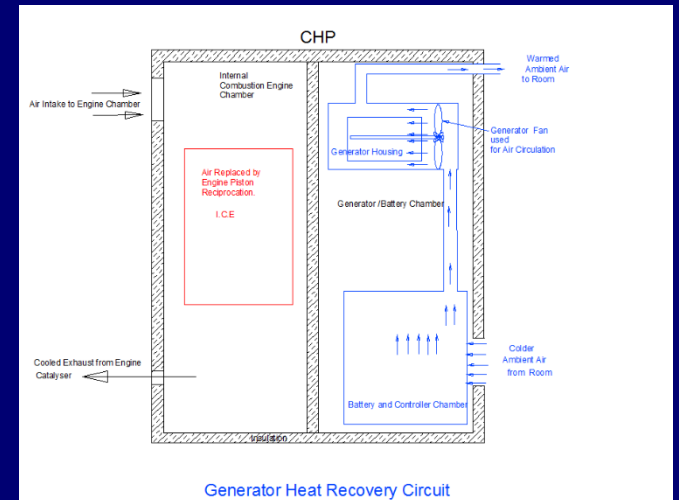 CHP
Internal
Combustion Engine
Chamber
Air Intake to Engine Chamber
Warmed
Ambient Air
to Room
Generator Fan
used
for Air Circulation
Generator Housing
Air Replaced by
Engine Piston
Reciprocation.
I.C.E
Generator /Battery Chamber
Colder
Ambient Air
from Room
Cooled Exhaust from Engine
Catalyser
Battery and Controller Chamber
Insulation
Generator Heat Recovery Circuit